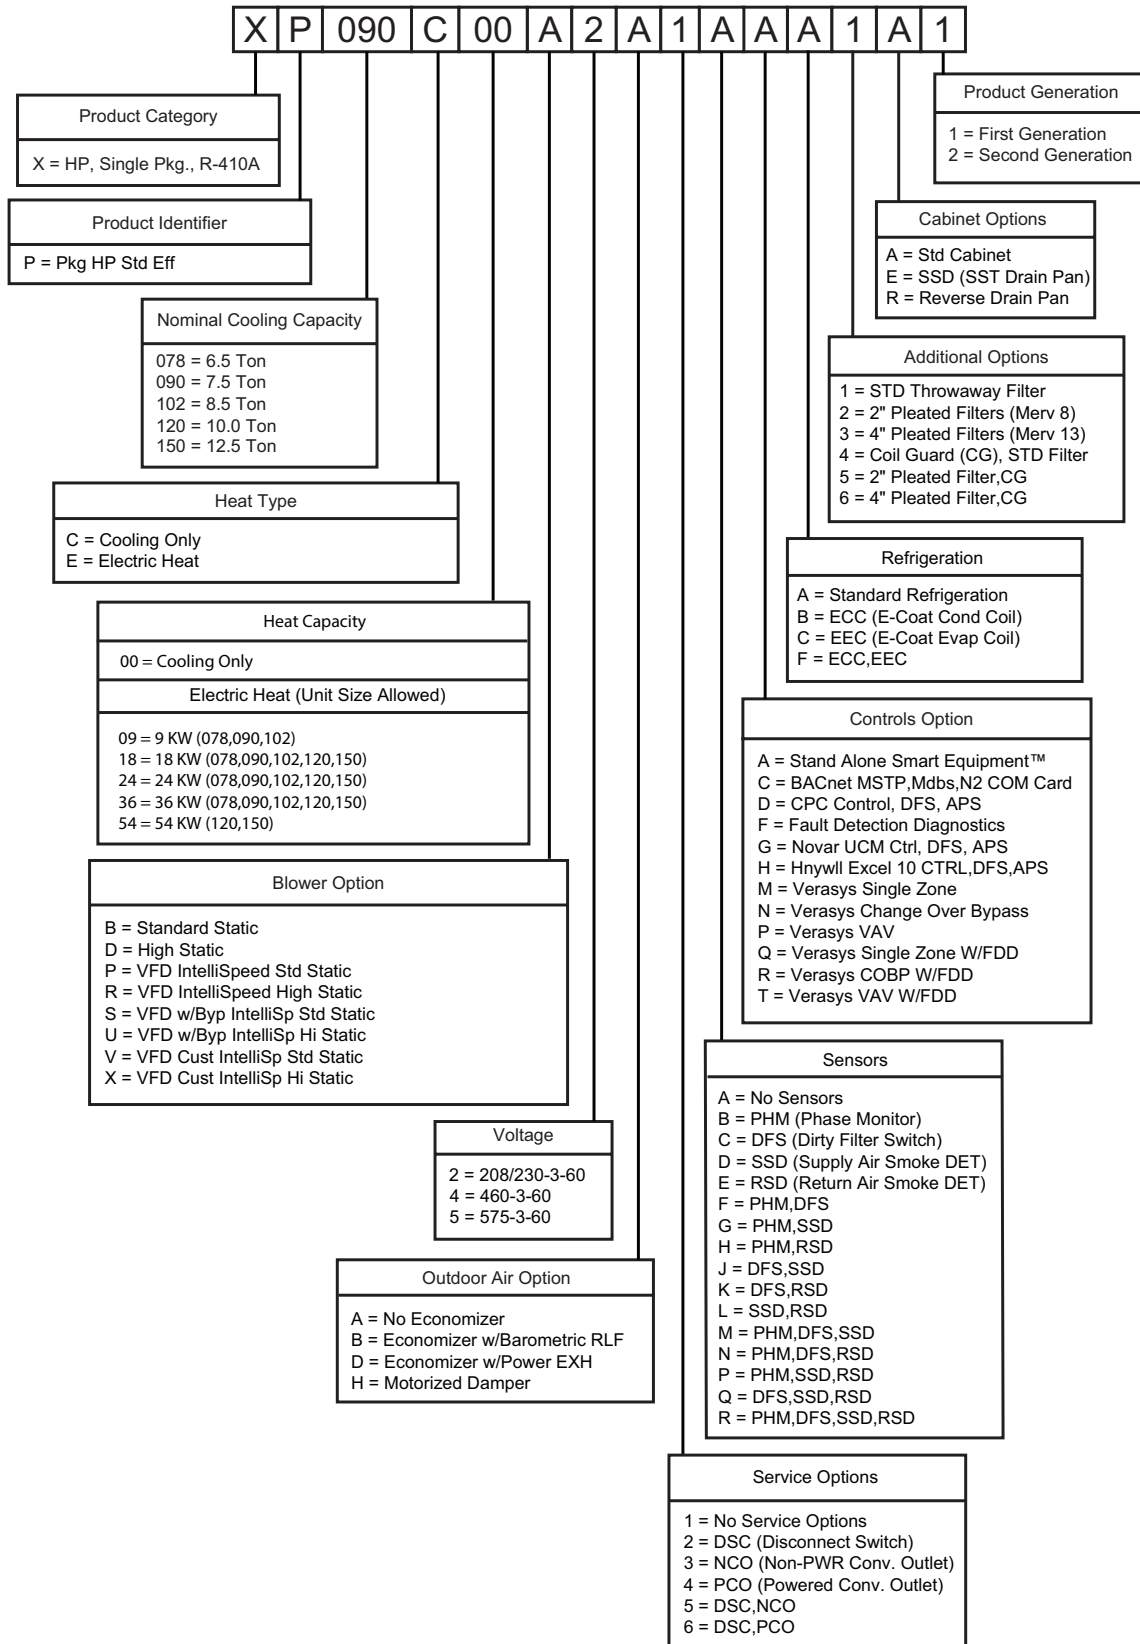 X P 090 C 00 A 2 A 1 A A A 1 A 1
Product Category
X = HP, Single Pkg., R-410A
Product Identifier
P = Pkg HP Std Eff
Nominal Cooling Capacity
078 = 6.5 Ton
090 = 7.5 Ton
102 = 8.5 Ton
120 = 10.0 Ton
150 = 12.5 Ton
Heat Type
C = Cooling Only
E = Electric Heat
Heat Capacity
00 = Cooling Only
Electric Heat (Unit Size Allowed)
09 = 9 KW (078,090,102)
18 = 18 KW (078,090,102,120,150)
24 = 24 KW (078,090,102,120,150)
36 = 36 KW (078,090,102,120,150)
54 = 54 KW (120,150)
Blower Option
B = Standard Static
D = High Static
P = VFD IntelliSpeed Std Static
R = VFD IntelliSpeed High Static
S = VFD w/Byp IntelliSp Std Static
U = VFD w/Byp IntelliSp Hi Static
V = VFD Cust IntelliSp Std Static
X = VFD Cust IntelliSp Hi Static
Voltage
2 = 208/230-3-60
4 = 460-3-60
5 = 575-3-60
Outdoor Air Option
A = No Economizer
B = Economizer w/Barometric RLF
D = Economizer w/Power EXH
H = Motorized Damper
Product Generation
1 = First Generation
2 = Second Generation
Cabinet Options
A = Std Cabinet
E = SSD (SST Drain Pan)
R = Reverse Drain Pan
Additional Options
1 = STD Throwaway Filter
2 = 2" Pleated Filters (Merv 8)
3 = 4" Pleated Filters (Merv 13)
4 = Coil Guard (CG), STD Filter
5 = 2" Pleated Filter,CG
6 = 4" Pleated Filter,CG
Refrigeration
A = Standard Refrigeration
B = ECC (E-Coat Cond Coil)
C = EEC (E-Coat Evap Coil)
F = ECC,EEC
Controls Option
A = Stand Alone Smart Equipment™
C = BACnet MSTP,Mdbs,N2 COM Card
D = CPC Control, DFS, APS
F = Fault Detection Diagnostics
G = Novar UCM Ctrl, DFS, APS
H = Hnywll Excel 10 CTRL,DFS,APS
M = Verasys Single Zone
N = Verasys Change Over Bypass
P = Verasys VAV
Q = Verasys Single Zone W/FDD
R = Verasys COBP W/FDD
T = Verasys VAV W/FDD
Sensors
A = No Sensors
B = PHM (Phase Monitor)
C = DFS (Dirty Filter Switch)
D = SSD (Supply Air Smoke DET)
E = RSD (Return Air Smoke DET)
F = PHM,DFS
G = PHM,SSD
H = PHM,RSD
J = DFS,SSD
K = DFS,RSD
L = SSD,RSD
M = PHM,DFS,SSD
N = PHM,DFS,RSD
P = PHM,SSD,RSD
Q = DFS,SSD,RSD
R = PHM,DFS,SSD,RSD
Service Options
1 = No Service Options
2 = DSC (Disconnect Switch)
3 = NCO (Non-PWR Conv. Outlet)
4 = PCO (Powered Conv. Outlet)
5 = DSC,NCO
6 = DSC,PCO